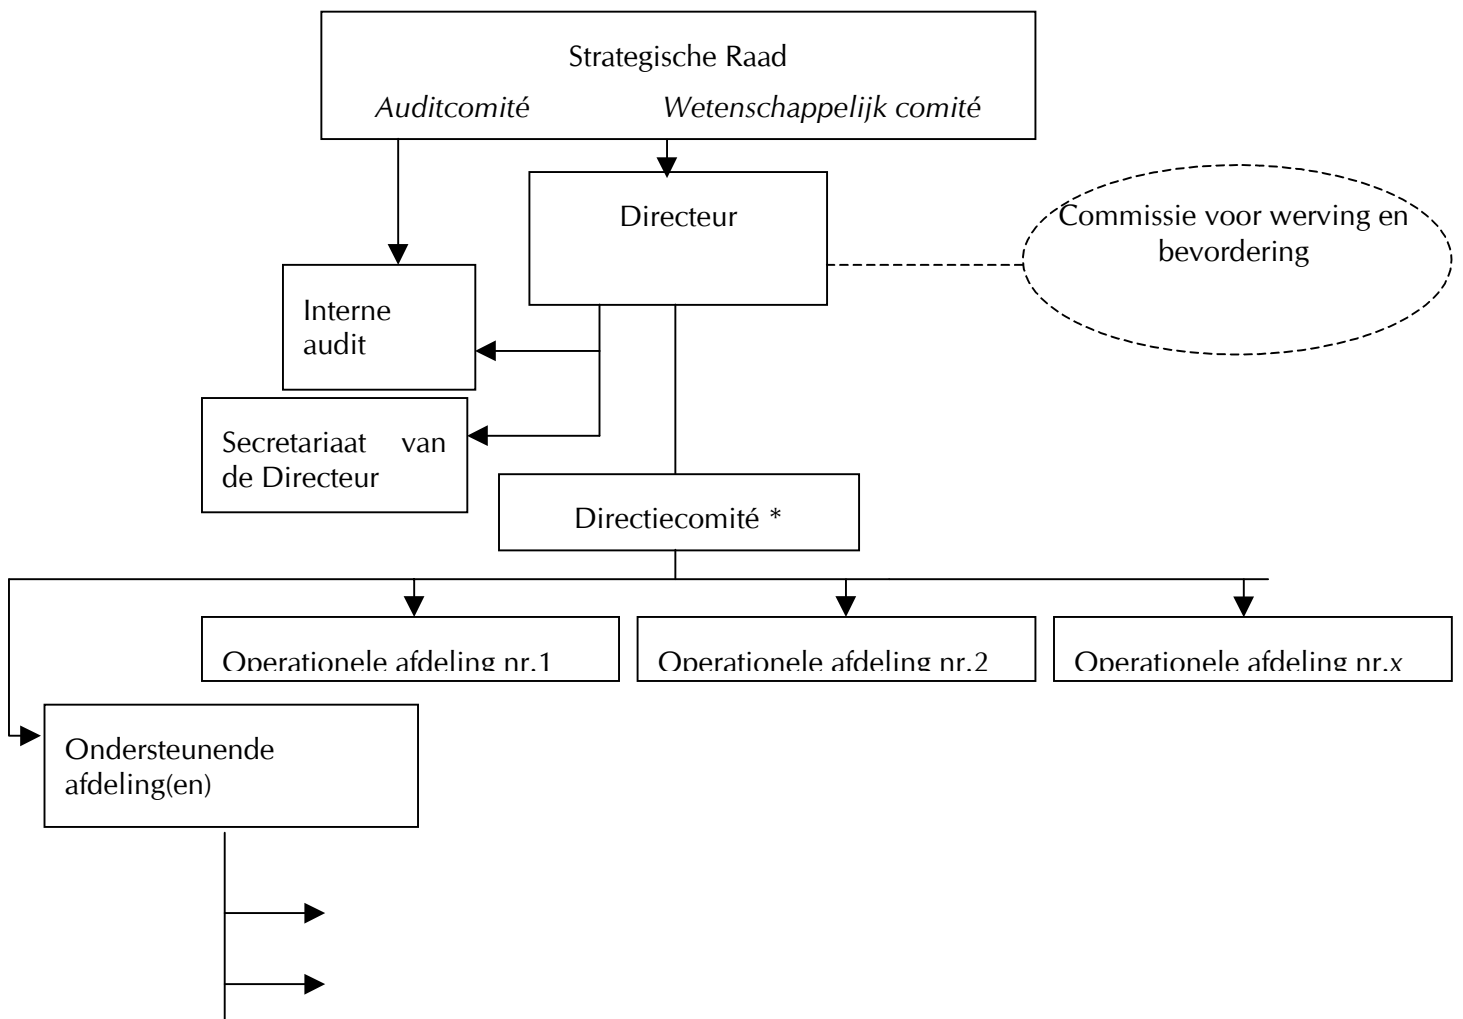 Strategische Raad
Auditcomité Wetenschappelijk comité
Directeur
Commissie voor werving en
bevordering
Interne
audit
Secretariaat van
de Directeur
Directiecomité *
Operationele afdeling nr.1
Operationele afdeling nr.2
Operationele afdeling nr.x
Ondersteunende
afdeling(en)